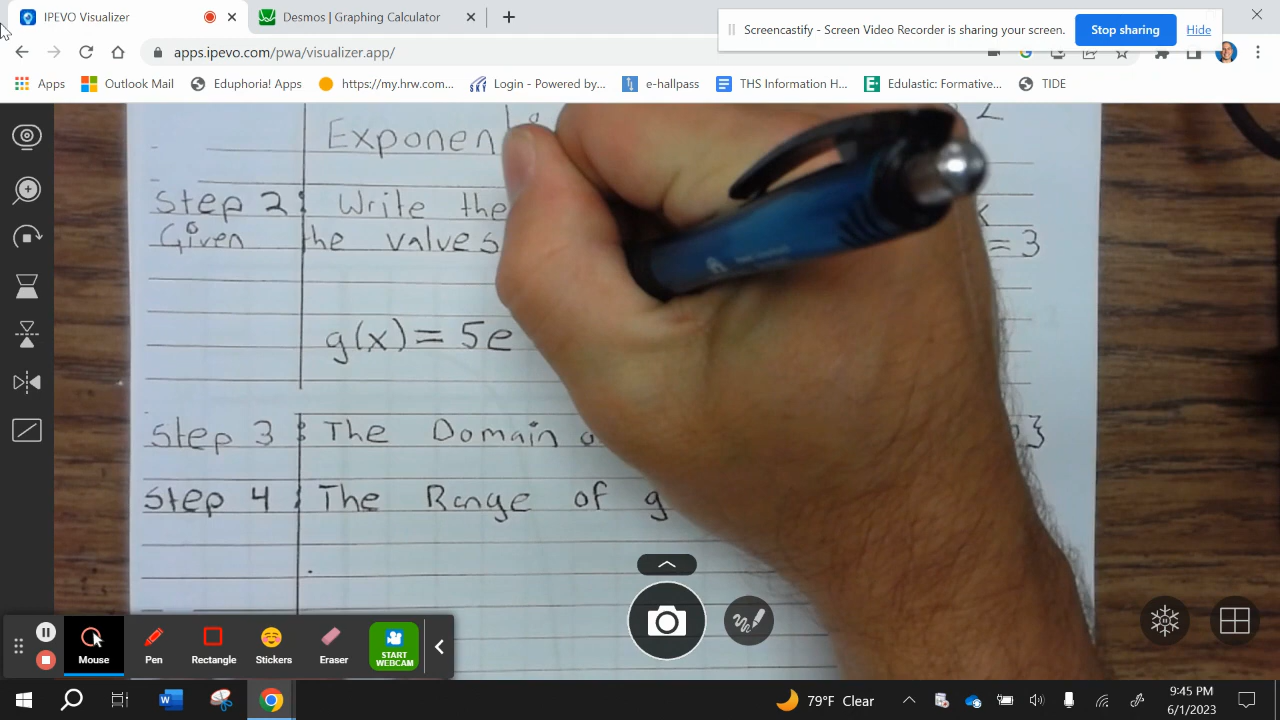 IPEVO Visualizer
Desmos | Graphing Calculator
Screencastify - Screen Video Recorder is sharing your screen.
Stop sharing
Hide
apps.ipevo.com/pwa/visualizer.app/
Apps
Outlook Mail
Eduphoria! Apps
https://my.hrw.com...
Login - Powered by...
e-hallpass
THS Information H...
Edulastic: Formative...
TIDE
Exponen
Step 2: Write the
Given the values
= 3
g(x) = 5e
Step 3: The Domain
Step 4: The Range of g
Mouse
Pen
Rectangle
Stickers
Eraser
START
WEBCAM
79°F Clear
9:45 PM
6/1/2023